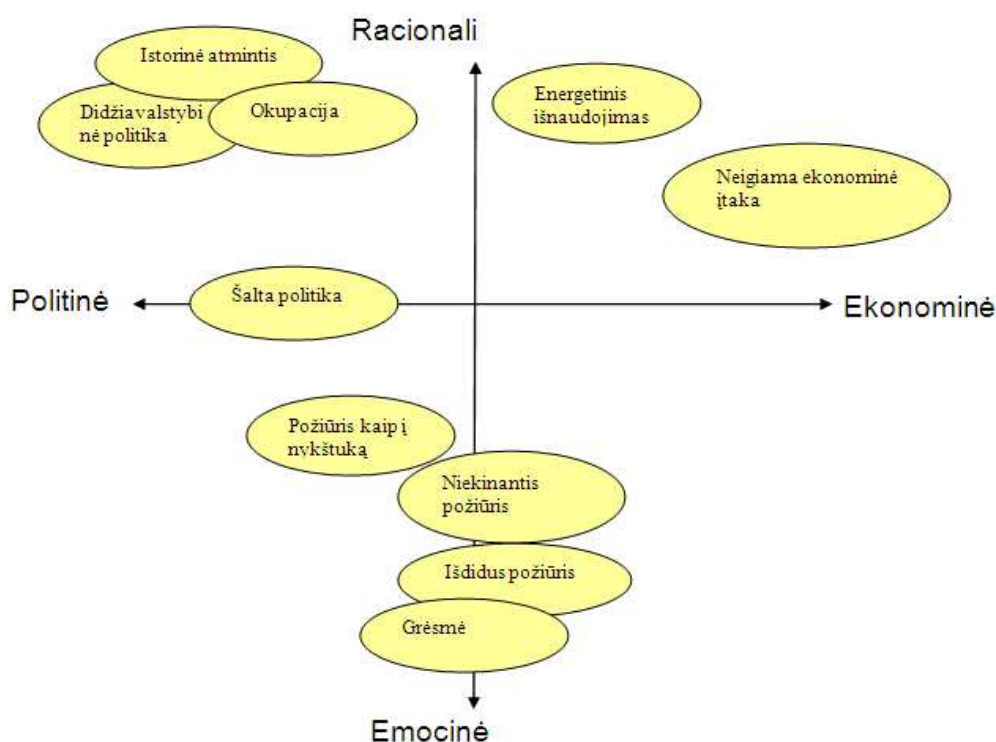 Racionali
Istorinė atmintis
Didžiavalstybi
nė politika
Okupacija
Energetinis
išnaudojimas
Neigiama ekonominė
įtaka
Politinė
Šalta politika
Ekonominė
Požiūris kaip į
nykštuką
Niekinantis
požiūris
Išdidus požiūris
Grėsmė
Emocinė